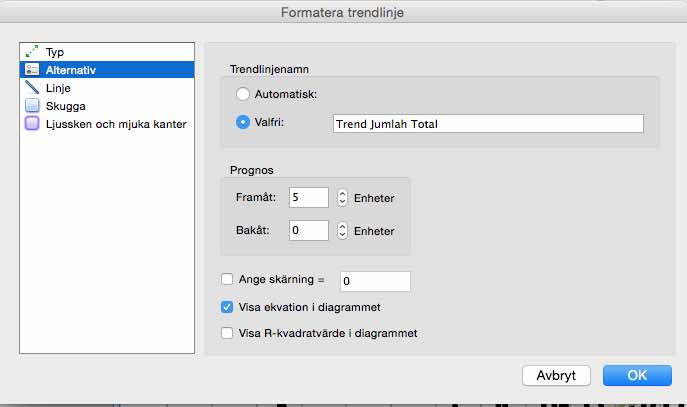 Formatera trendlinje
Typ
Alternativ
Linje
Skugga
Ljussken och mjuka kanter
Trendlinjenamn
Automatisk:
Valfri:
Trend Jumlah Total
Prognos
Framåt:
5
Enheter
Bakåt:
0
Enheter
Ange skärning =
0
Visa ekvation i diagrammet
Visa R-kvadratvärde i diagrammet
Avbryt
OK